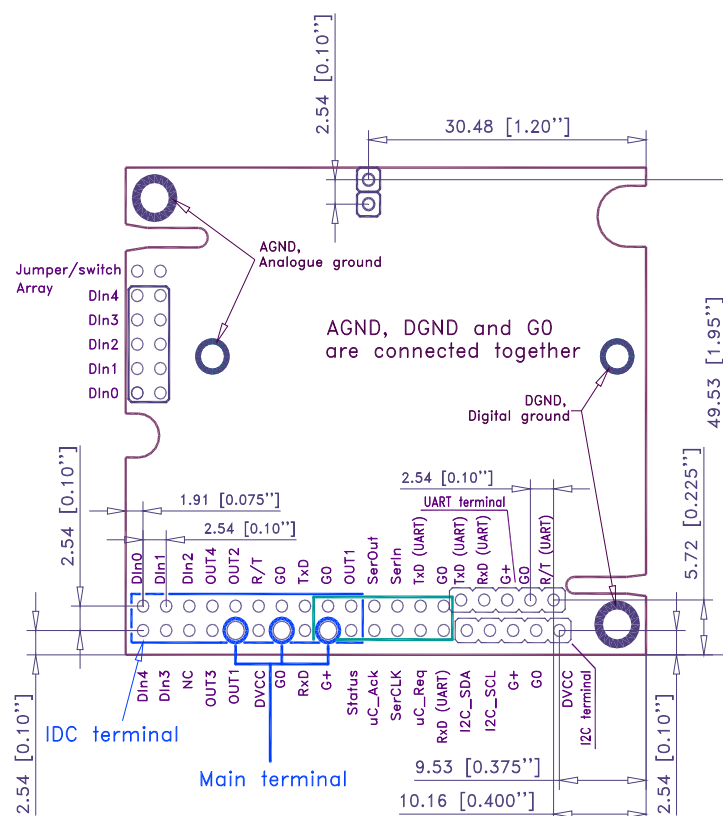 30.48 [1.20’’]
2.54 [0.10’’]
AGND,
Analogue ground
Jumper/switch
Array
DIn4
DIn3
DIn2
DIn1
DIn0
AGND, DGND and G0
are connected together
DGND,
Digital ground
49.53 [1.95’’]
2.54 [0.10’’]
UART terminal
1.91 [0.075’’]
2.54 [0.10’’]
2.54 [0.10’’]
5.72 [0.225’’]
DIn0
DIn1
DIn2
OUT4
OUT2
R/T
G0
TxD
G0
OUT1
SerOut
SerIn
TxD (UART)
G0
TxD (UART)
RxD (UART)
G+
G0
R/T (UART)
DIn4
DIn3
NC
OUT3
OUT1
DVCC
G0
RxD
G+
Status
uC_Ack
SerCLK
uC_Req
RxD (UART)
I2C_SDA
I2C_SCL
G+
G0
DVCC
I2C terminal
IDC terminal
Main terminal
2.54 [0.10’’]
9.53 [0.375’’]
10.16 [0.400’’]
2.54 [0.10’’]